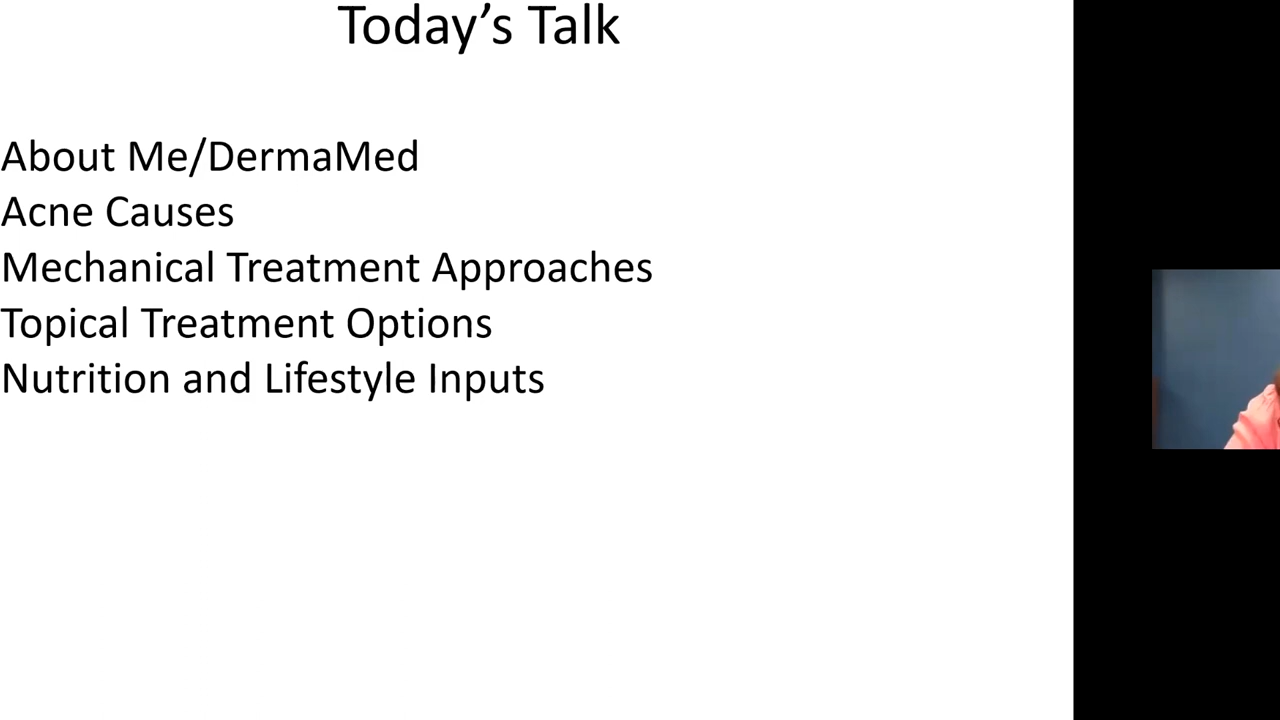 Today’s Talk
About Me/DermaMed
Acne Causes
Mechanical Treatment Approaches
Topical Treatment Options
Nutrition and Lifestyle Inputs